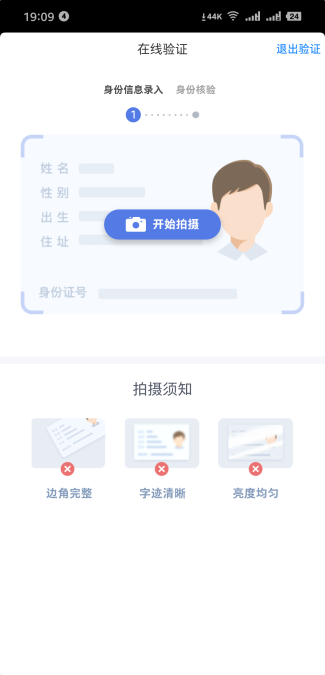 19:09 4 44K 24
在线验证 退出验证
身份信息录入 身份核验
1
姓 名
性 别
出 生
开始拍摄
住 址
身份证号
拍摄须知
边角完整 字迹清晰 亮度均匀